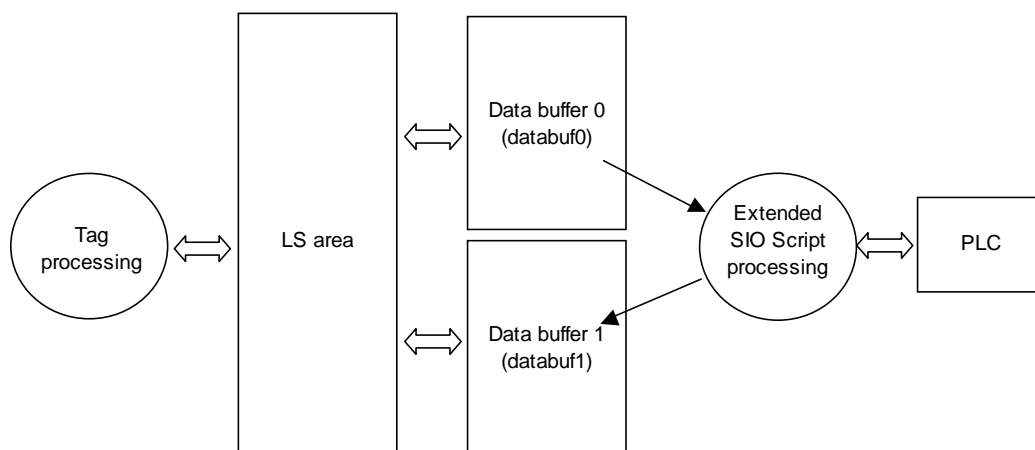 Tag
processing
LS area
Data buffer 0
(databuf0)
Data buffer 1
(databuf1)
Extended
SIO Script
processing
PLC